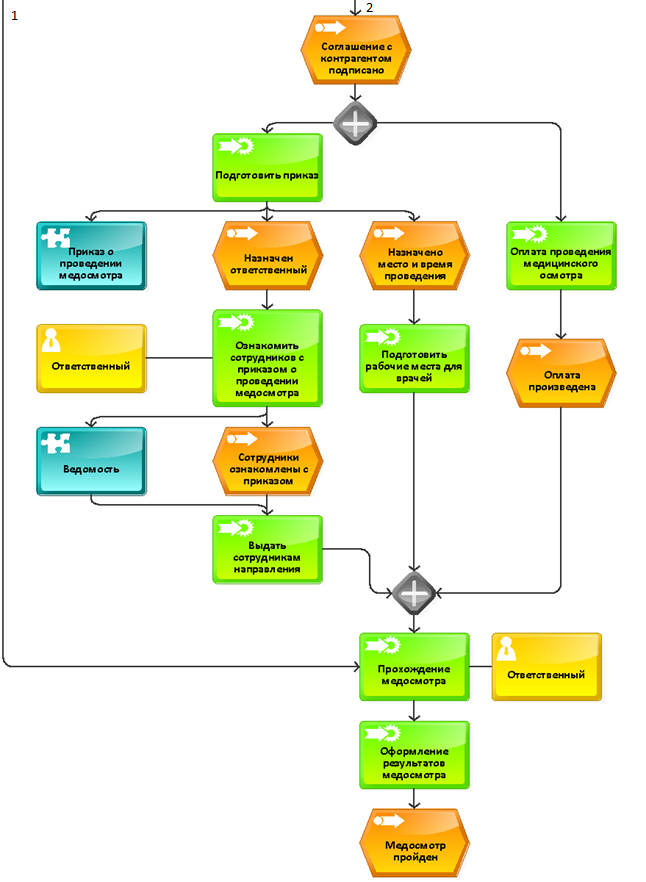 1
2
Соглашение с
контрагентом
подписано
Подготовить приказ
Приказ о
проведении
медосмотра
Назначен
ответственный
Назначено
место и время
проведения
Оплата проведения
медицинского
осмотра
Ответственный
Ознакомить
сотрудников с
приказом о
проведении
медосмотра
Подготовить
рабочие места для
врачей
Оплата
произведена
Ведомость
Сотрудники
ознакомлены с
приказом
Выдать
сотрудникам
направления
Прохождение
медосмотра
Ответственный
Оформление
результатов
медосмотра
Медосмотр
пройден